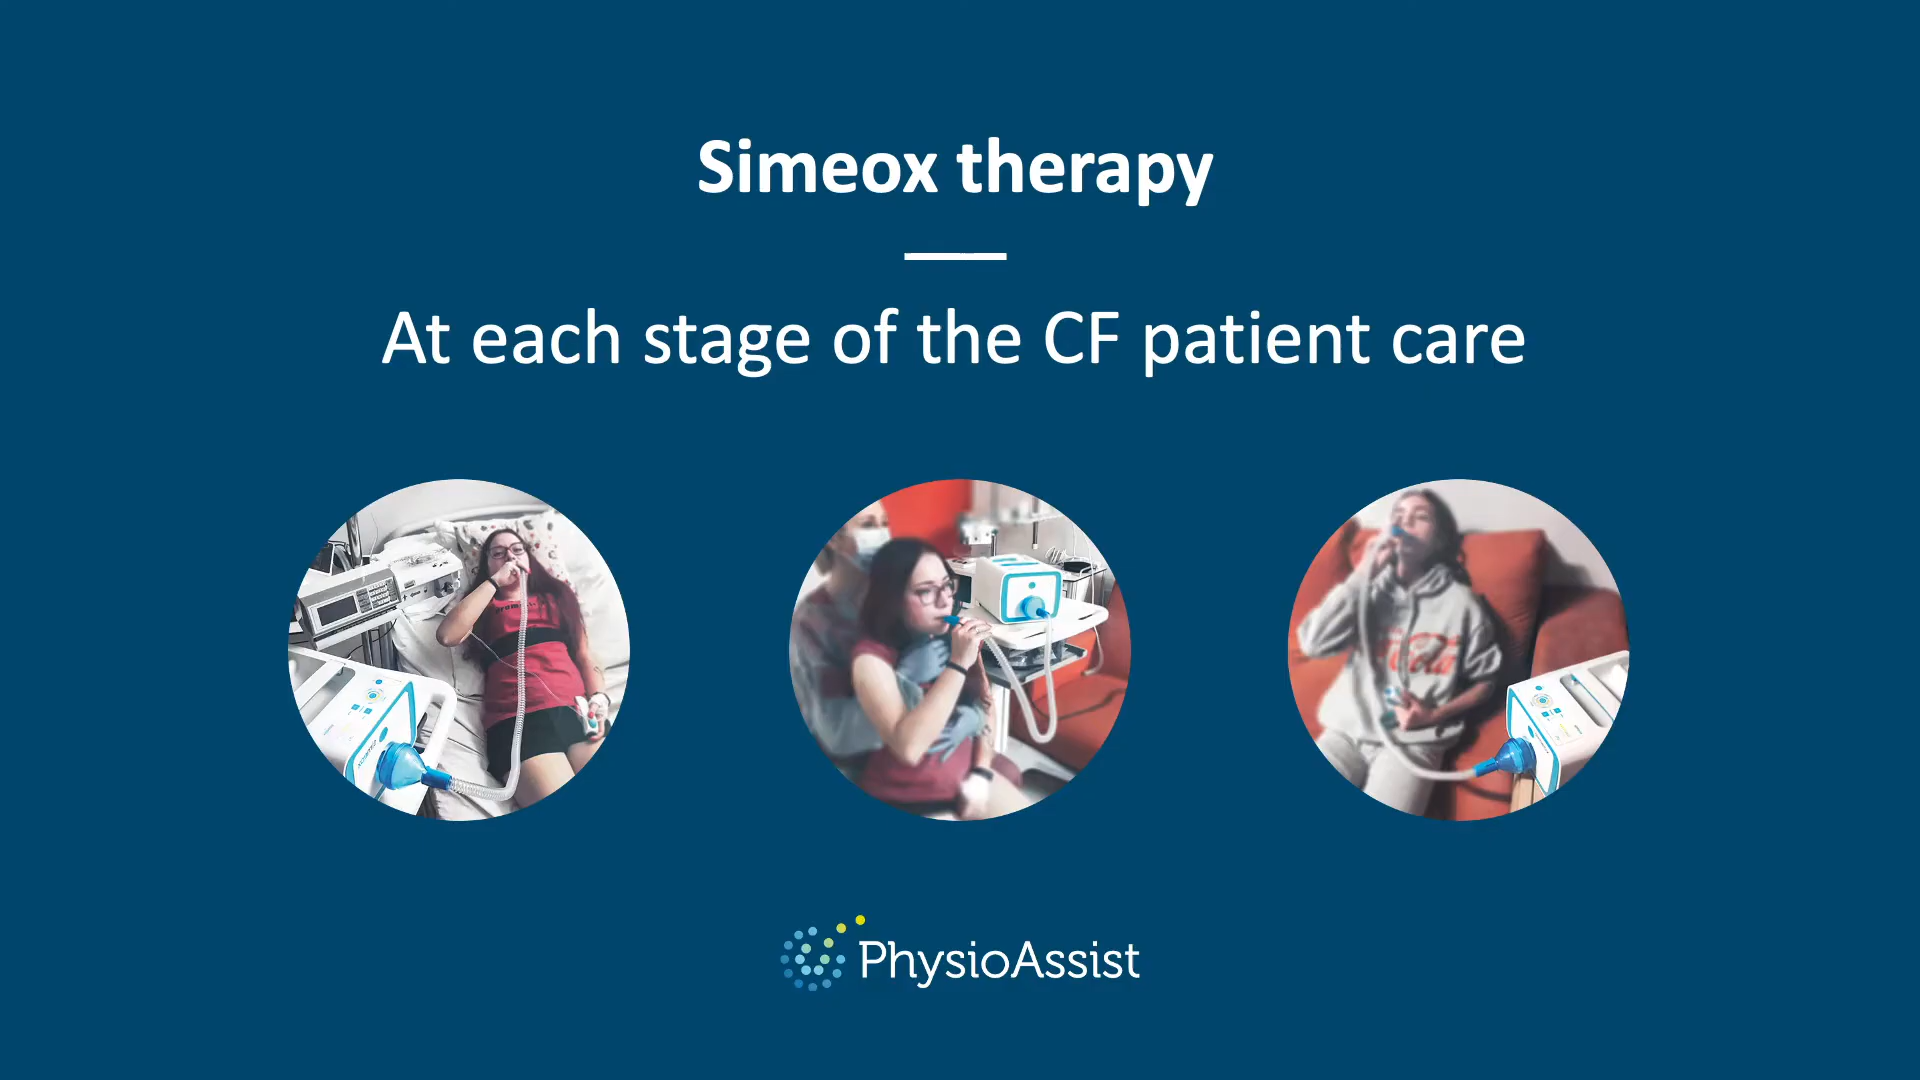 Simeox therapy
At each stage of the CF patient care
PhysioAssist